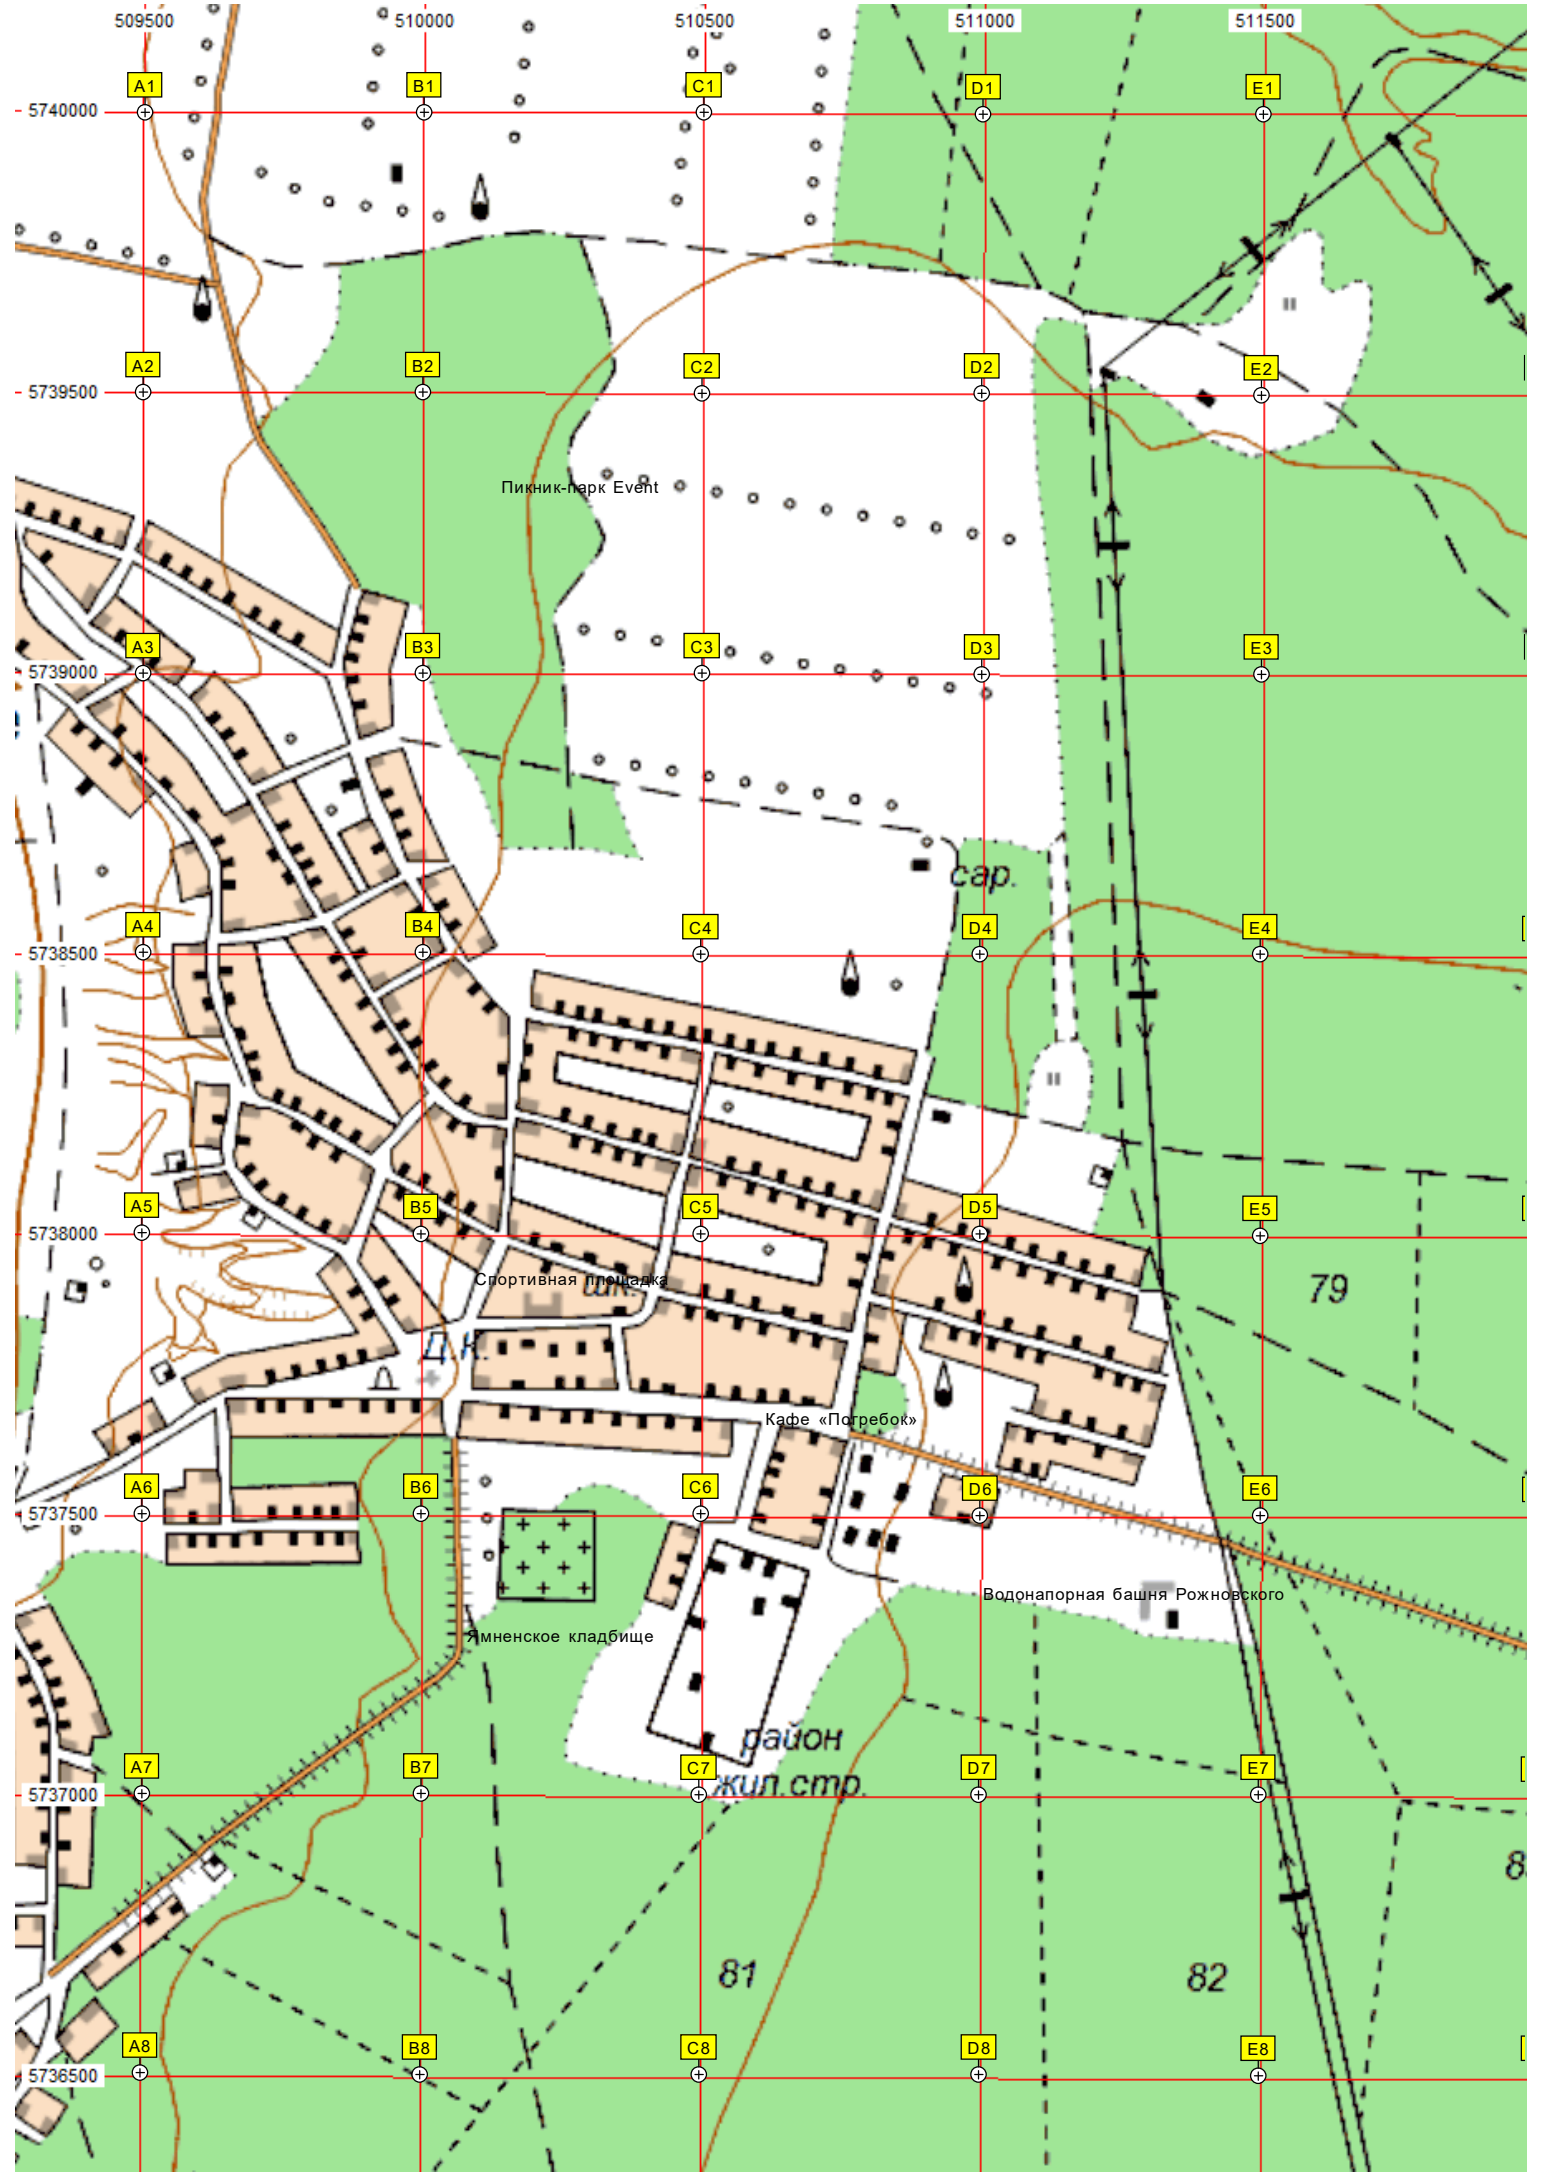 509500 510000 510500 511000 511500
A1 B1 C1 D1 E1
5740000
A2 B2 C2 D2 E2
5739500
Пикник-парк Event
A3 B3 C3 D3 E3
5739000
сар.
A4 B4 C4 D4 E4
5738500
A5 B5 C5 D5 E5
5738000
Спортивная площадка
шк.
79
Д.К.
Кафе «Погребок»
A6 B6 C6 D6 E6
5737500
Водонапорная башня Рожновского
Ямненское кладбище
район
A7 B7 C7 D7 E7
жил.стр.
5737000
81
82
A8 B8 C8 D8 E8
5736500